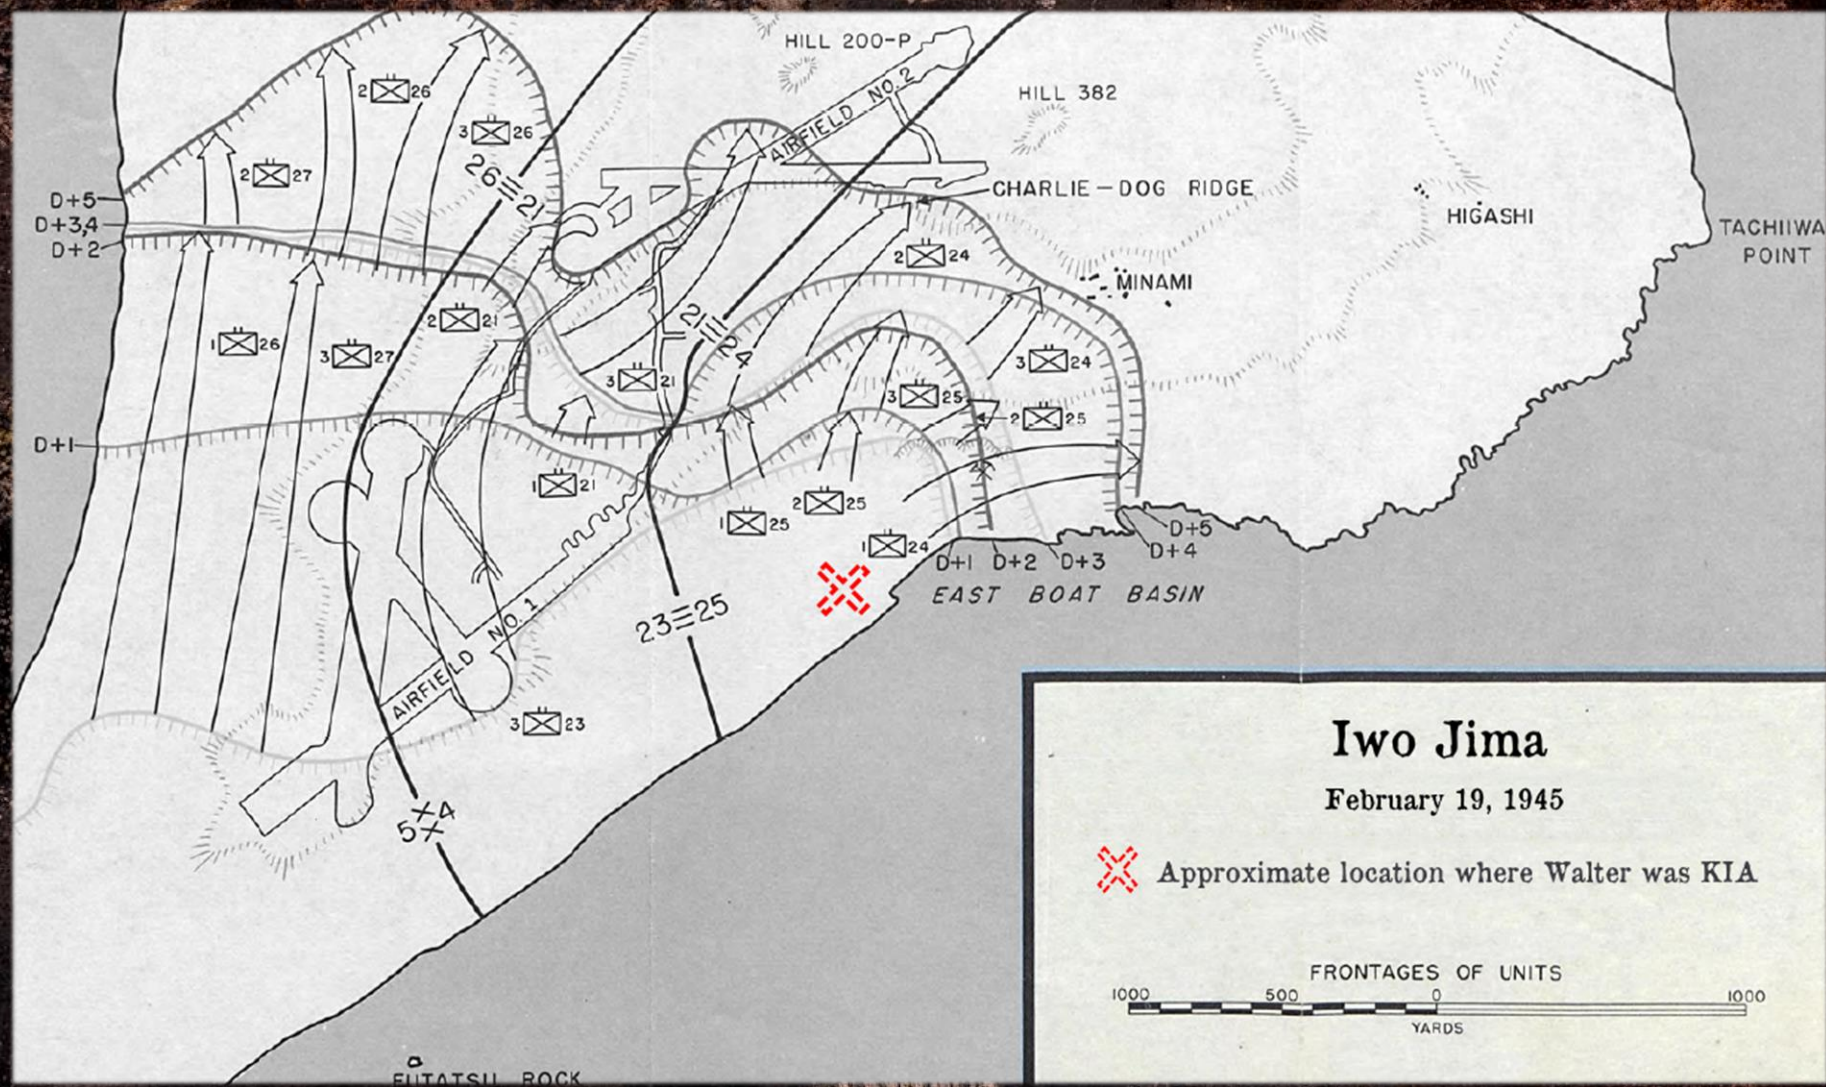 HILL 200-P
AIRFIELD NO. 2
HILL 382
2 26
3 26
2 27
26 21
CHARLIE-DOG RIDGE
HIGASHI
TACHIIWA
POINT
D+5
D+3,4
D+2
2 24
MINAMI
2 21
21 24
1 26
3 27
3 21
3 24
3 25
2 25
D+1
1 21
2 25
1 25
1 24
D+5
D+4
D+1 D+2 D+3
EAST BOAT BASIN
23 25
AIRFIELD NO. 1
3 23
5 4
FUTATSU ROCK
Iwo Jima
February 19, 1945
Approximate location where Walter was KIA
FRONTAGES OF UNITS
1000 500 0 1000
YARDS